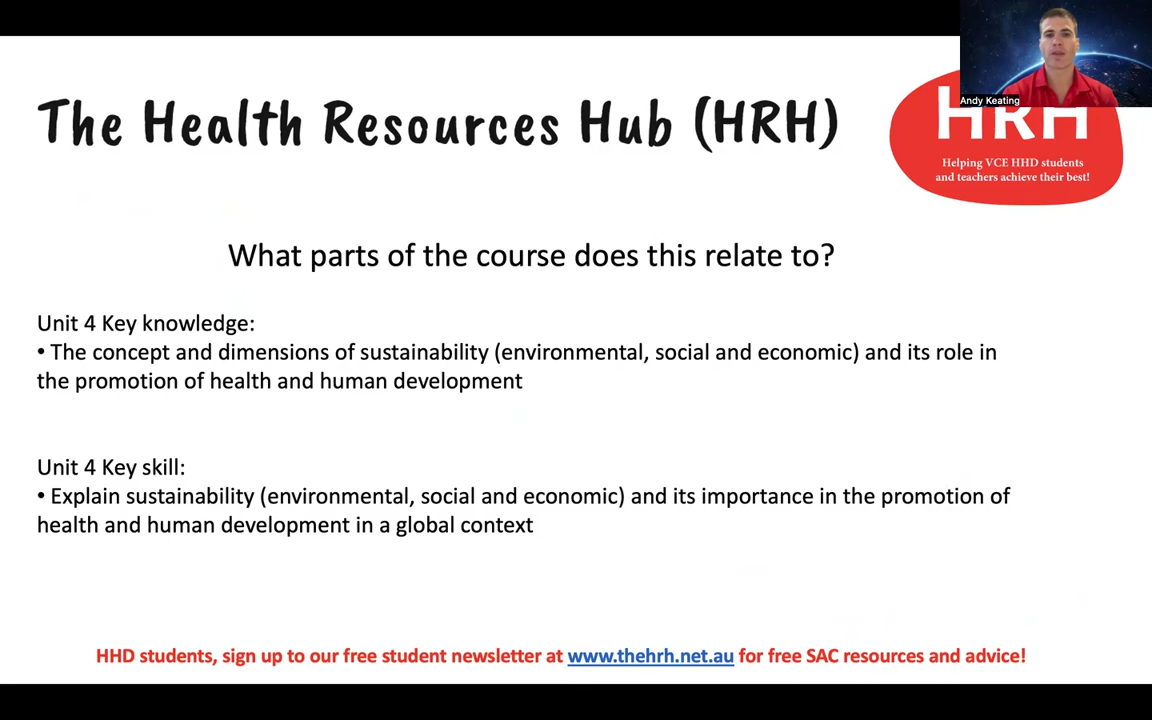 The Health Resources Hub (HRH)
Andy Keating
HRH
Helping VCE HHD students
and teachers achieve their best!
What parts of the course does this relate to?
Unit 4 Key knowledge:
• The concept and dimensions of sustainability (environmental, social and economic) and its role in
the promotion of health and human development
Unit 4 Key skill:
• Explain sustainability (environmental, social and economic) and its importance in the promotion of
health and human development in a global context
HHD students, sign up to our free student newsletter at www.thehrh.net.au for free SAC resources and advice!